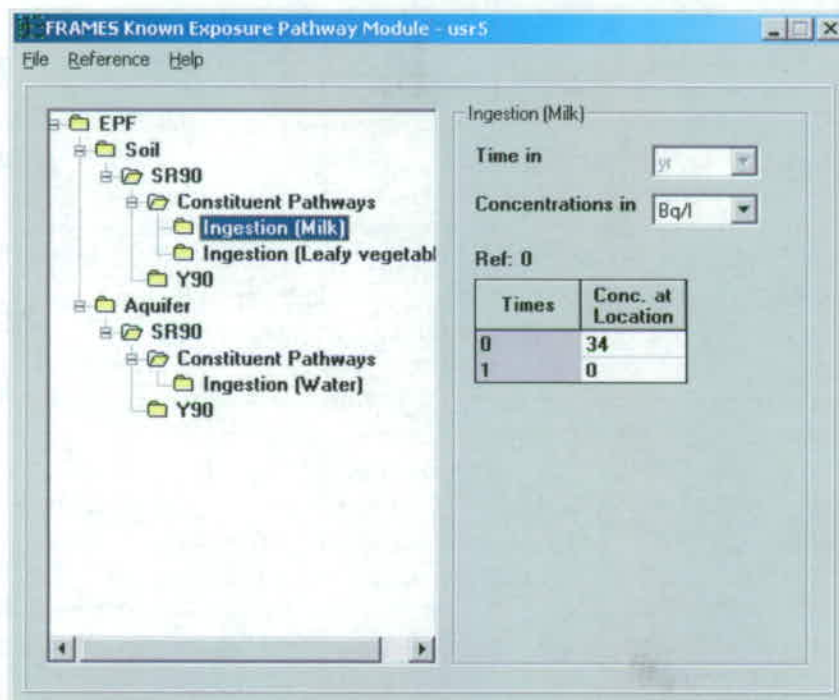 FRAMES Known Exposure Pathway Module - usr5
File Reference Help
EPF
Soil
SR90
Constituent Pathways
Ingestion (Milk)
Ingestion (Leafy vegetabl
Y90
Aquifer
SR90
Constituent Pathways
Ingestion (Water)
Y90
Ingestion (Milk)
Time in yr
Concentrations in Bq/l
Ref: 0
Times Conc. at Location
0 34
1 0